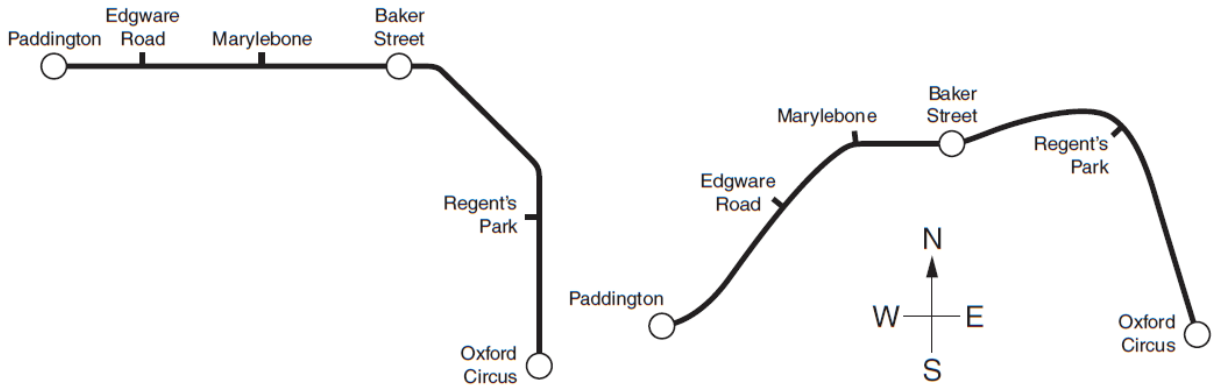 Paddington
Edgware
Road
Marylebone
Baker
Street
Regent's
Park
Oxford
Circus
Marylebone
Baker
Street
Regent's
Park
Edgware
Road
Paddington
N
W
E
S
Oxford
Circus